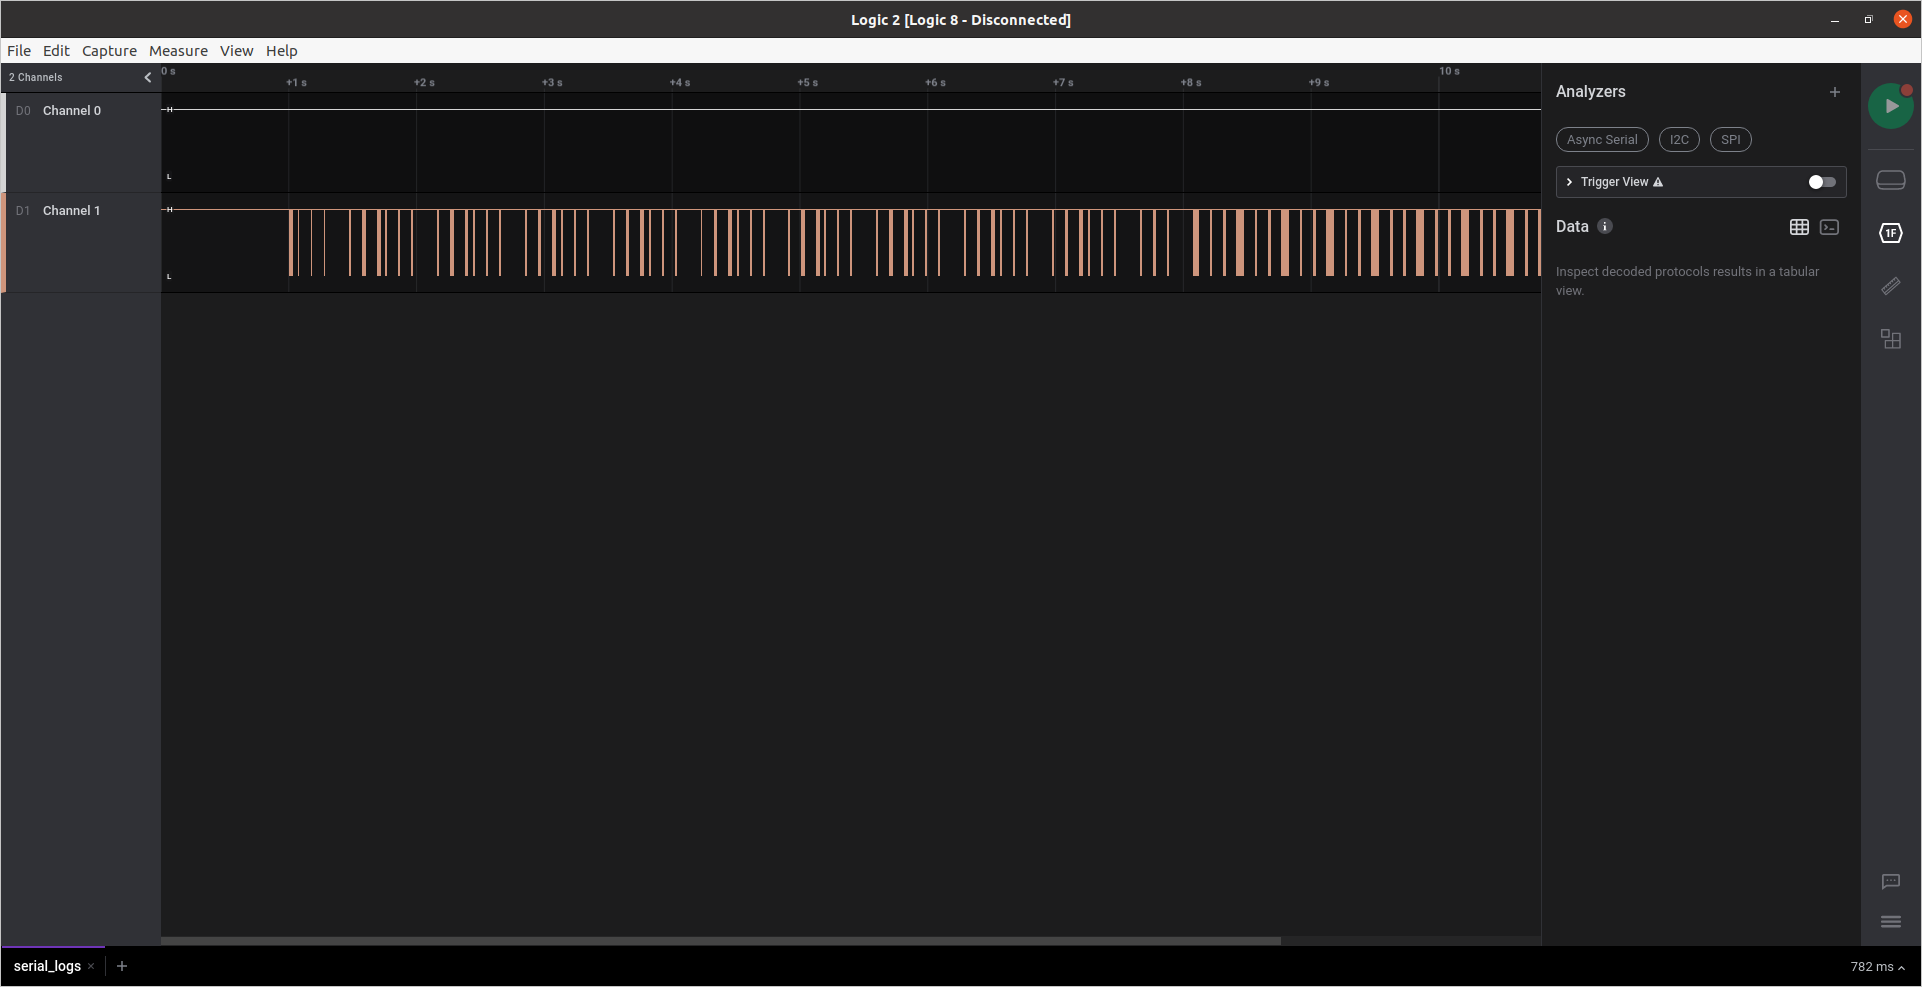 Logic 2 [Logic 8 - Disconnected]
File Edit Capture Measure View Help
2 Channels
0 s
+1 s +2 s +3 s +4 s +5 s +6 s +7 s +8 s +9 s
10 s
D0 Channel 0
H
L
D1 Channel 1
H
L
Analyzers
Async Serial I2C SPI
Trigger View
Data
Inspect decoded protocols results in a tabular
view.
1F
serial_logs
782 ms